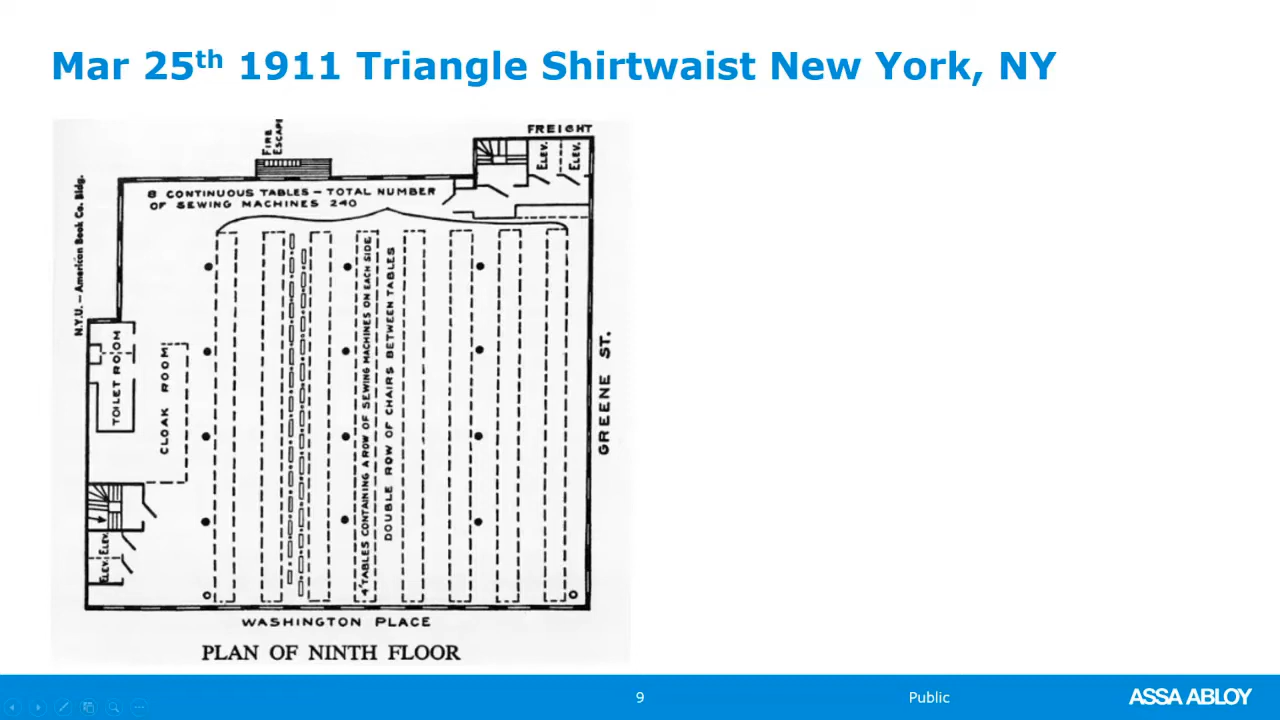 Mar 25th 1911 Triangle Shirtwaist New York, NY
FIRE
ESCAPE
FREIGHT
ELEV.
ELEV.
8 CONTINUOUS TABLES – TOTAL NUMBER
OF SEWING MACHINES 240
N.Y.U. – American Book Co. Bldg.
TOILET ROOM
CLOAK ROOM
4 TABLES CONTAINING A ROW OF SEWING MACHINES ON EACH SIDE
DOUBLE ROW OF CHAIRS BETWEEN TABLES
GREENE ST.
ELEV.
ELEV.
WASHINGTON PLACE
PLAN OF NINTH FLOOR
9
Public
ASSA ABLOY